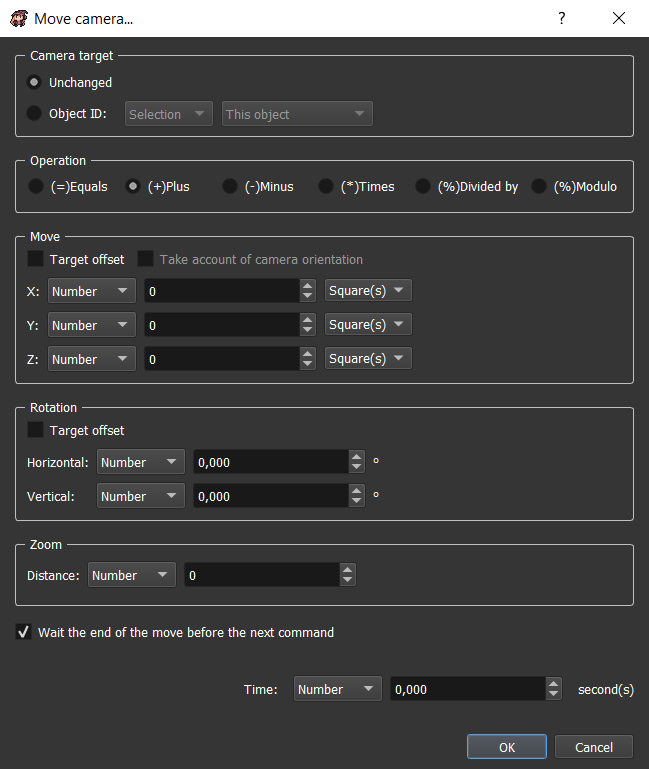 Move camera...
?
Camera target
Unchanged
Object ID: Selection This object
Operation
(=)Equals (+)Plus (-)Minus (*)Times (%)Divided by (%)Modulo
Move
Target offset Take account of camera orientation
X: Number 0 Square(s)
Y: Number 0 Square(s)
Z: Number 0 Square(s)
Rotation
Target offset
Horizontal: Number 0,000 °
Vertical: Number 0,000 °
Zoom
Distance: Number 0
Wait the end of the move before the next command
Time: Number 0,000 second(s)
OK Cancel